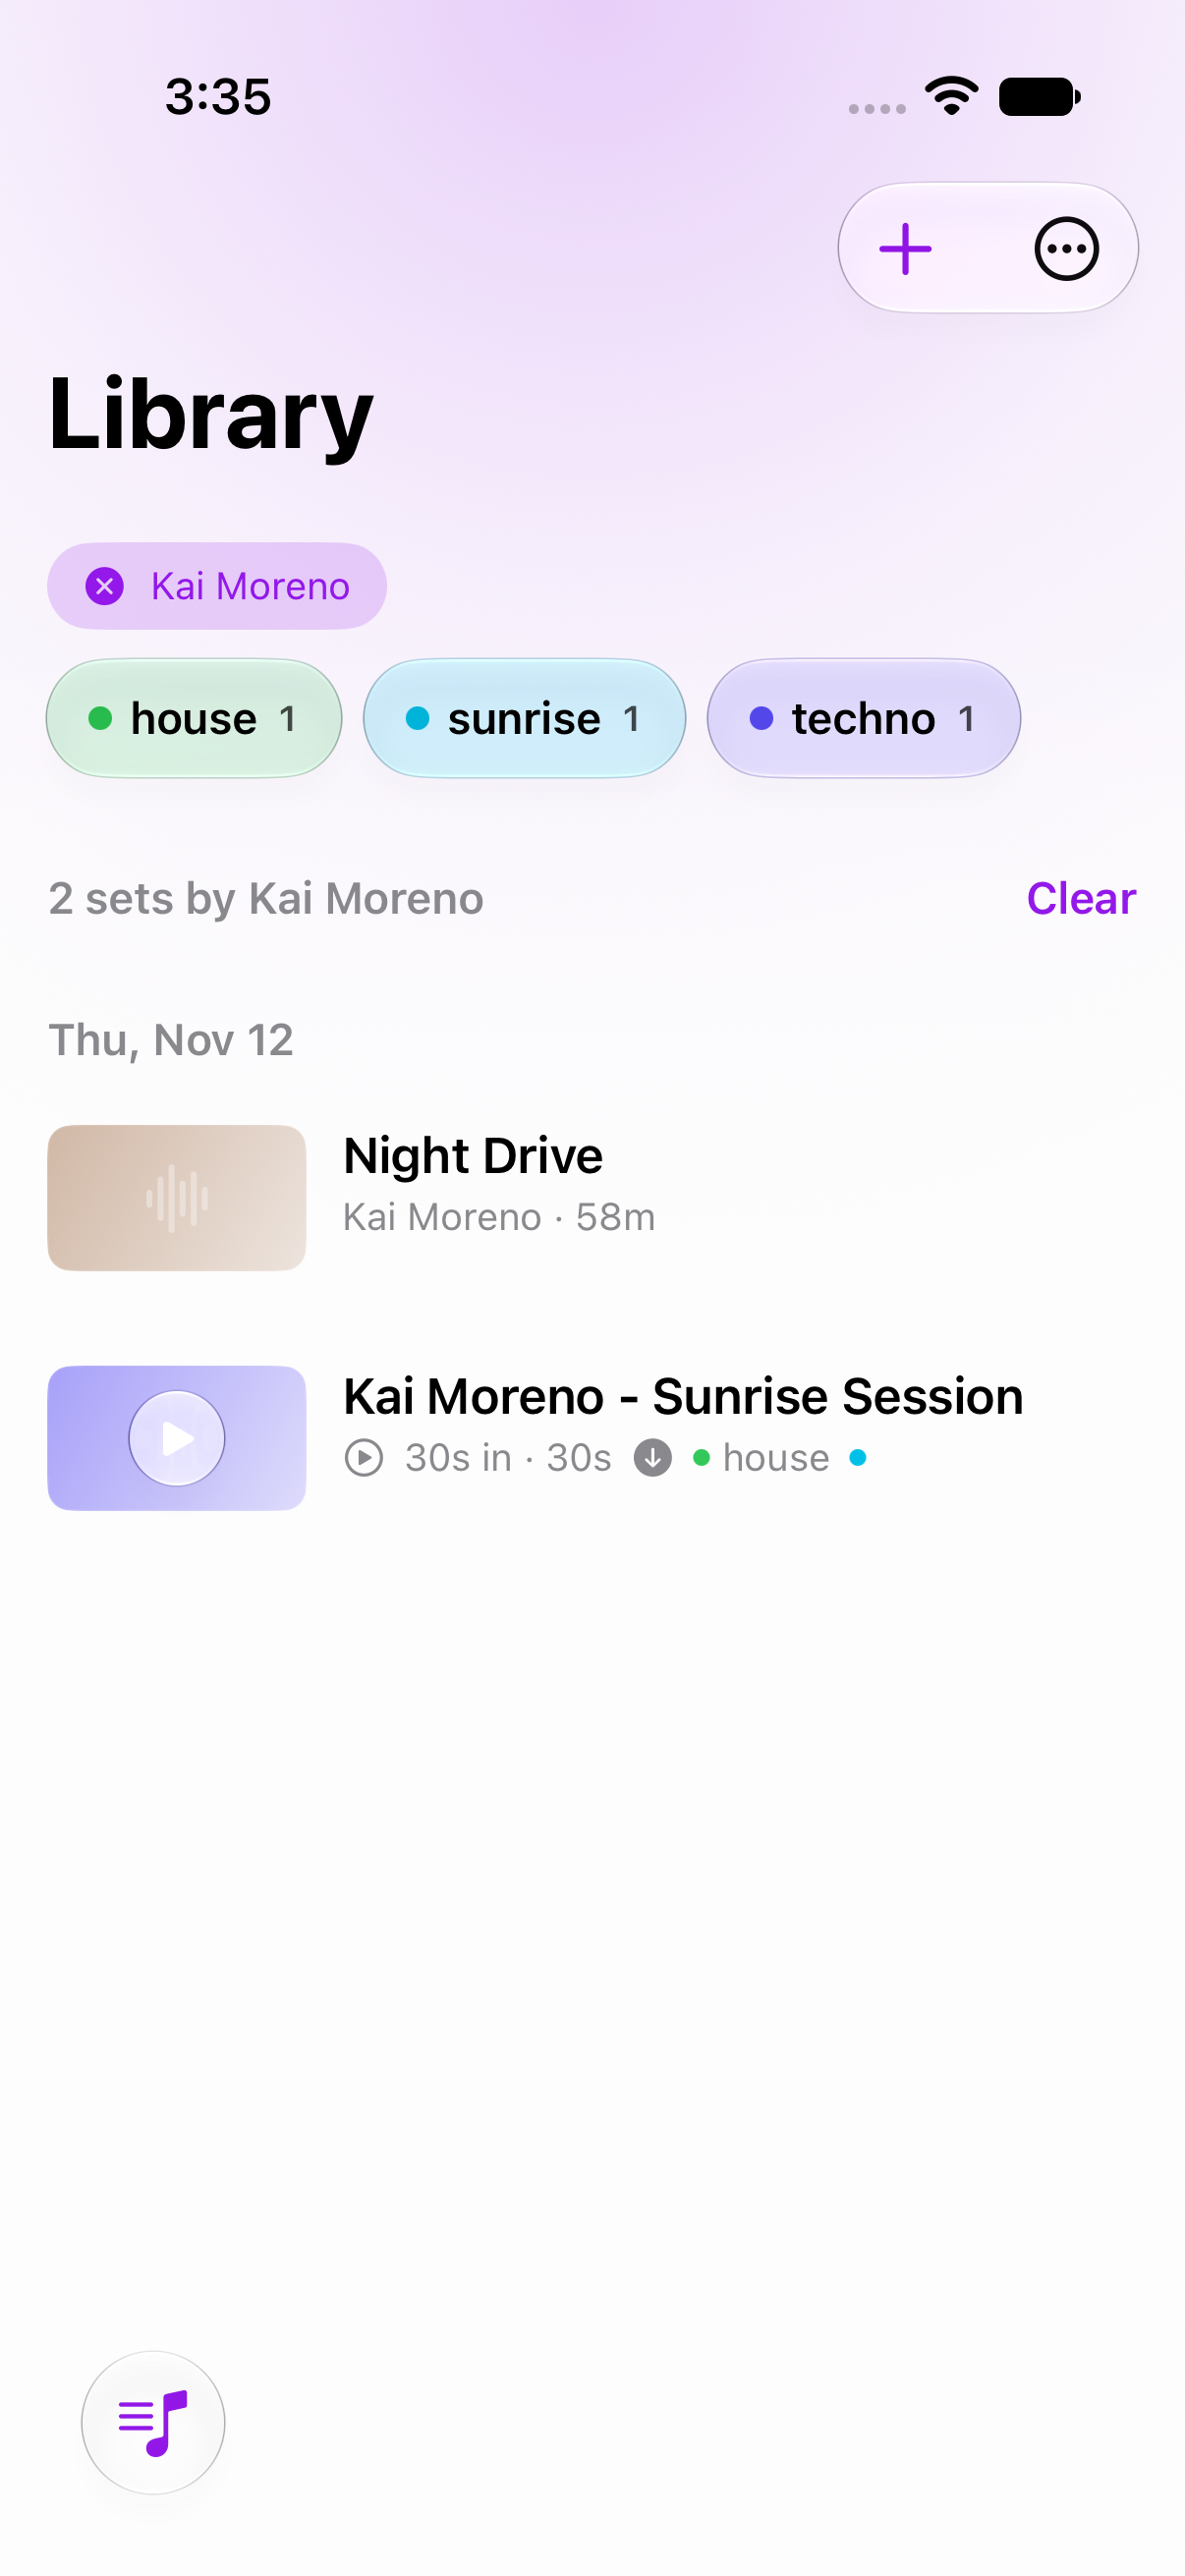 3:35
Library
Kai Moreno
house 1 sunrise 1 techno 1
2 sets by Kai Moreno Clear
Thu, Nov 12
Night Drive
Kai Moreno · 58m
Kai Moreno - Sunrise Session
30s in · 30s house